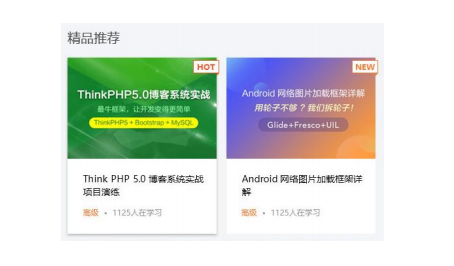 精品推荐
HOT
ThinkPHP5.0博客系统实战
最牛框架，让开发变得更简单
ThinkPHP5 + Bootstrap + MySQL
Think PHP 5.0 博客系统实战
项目演练
高级 • 1125人在学习
NEW
Android 网络图片加载框架详解
用轮子不够？我们拆轮子！
Glide+Fresco+UIL
Android 网络图片加载框架详
解
高级 • 1125人在学习